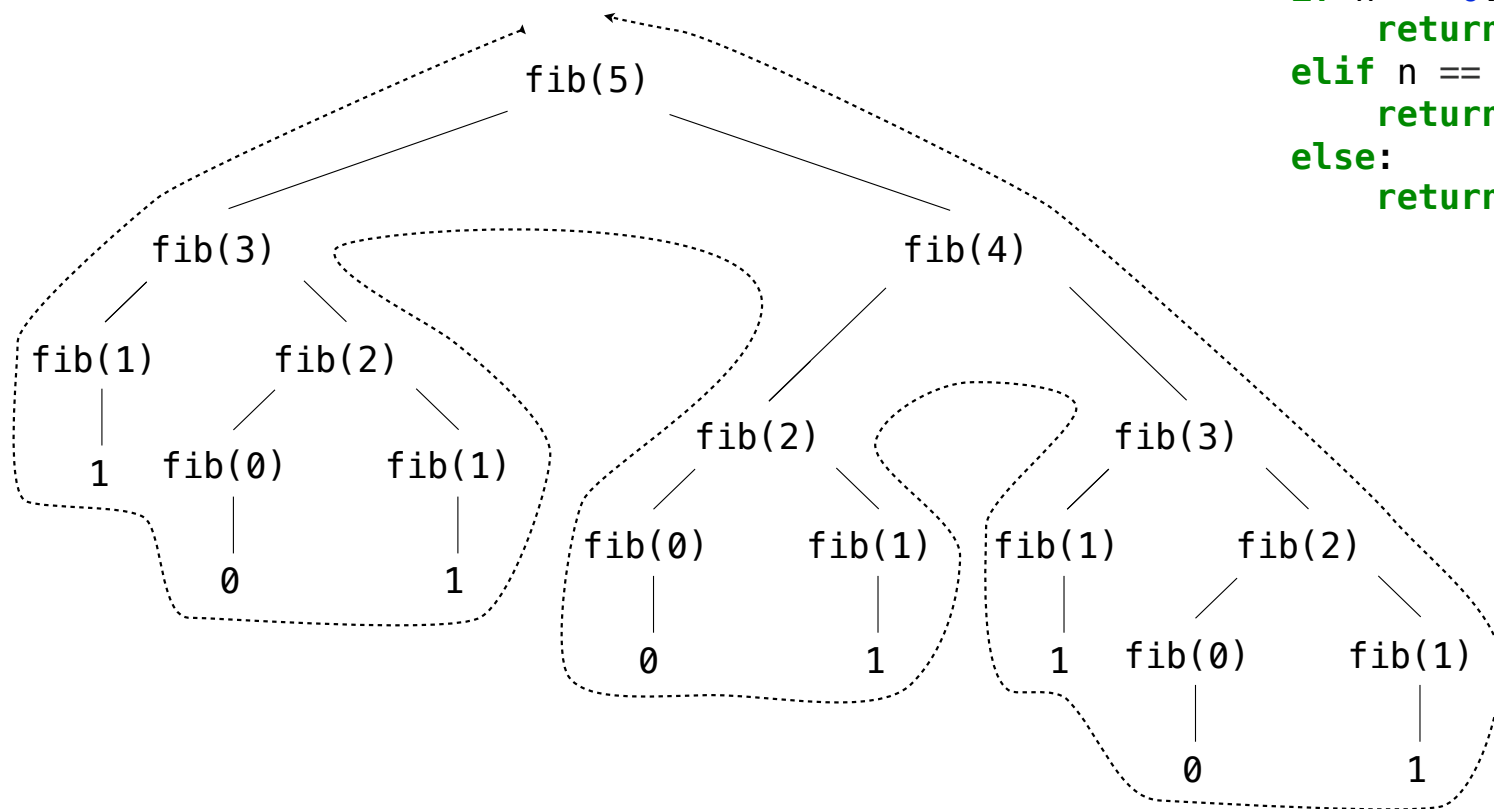 return
elif n ==
return
else:
return
fib(5)
fib(3) fib(4)
fib(1) fib(2)
fib(2) fib(3)
1 fib(0) fib(1)
fib(0) fib(1) fib(1) fib(2)
0 1
0 1 1 fib(0) fib(1)
0 1